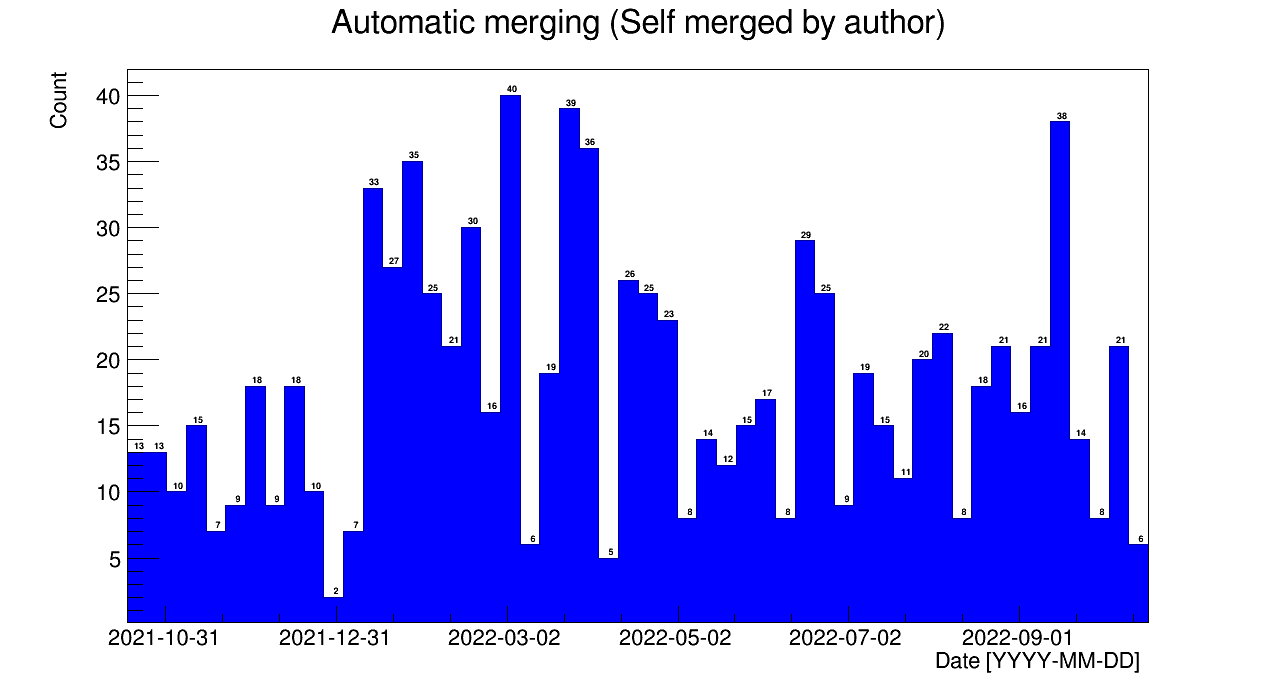 Automatic merging (Self merged by author)
Count
40
35
30
25
20
15
10
5
13 13 10 15 7 9 18 9 18 10 2 7 33 27 35 25 21 30 16 40 6 19 39 36 5 26 25 23 8 14 12 15 17 8 29 25 9 19 15 11 20 22 8 18 21 16 21 38 14 8 21 6
2021-10-31 2021-12-31 2022-03-02 2022-05-02 2022-07-02 2022-09-01
Date [YYYY-MM-DD]